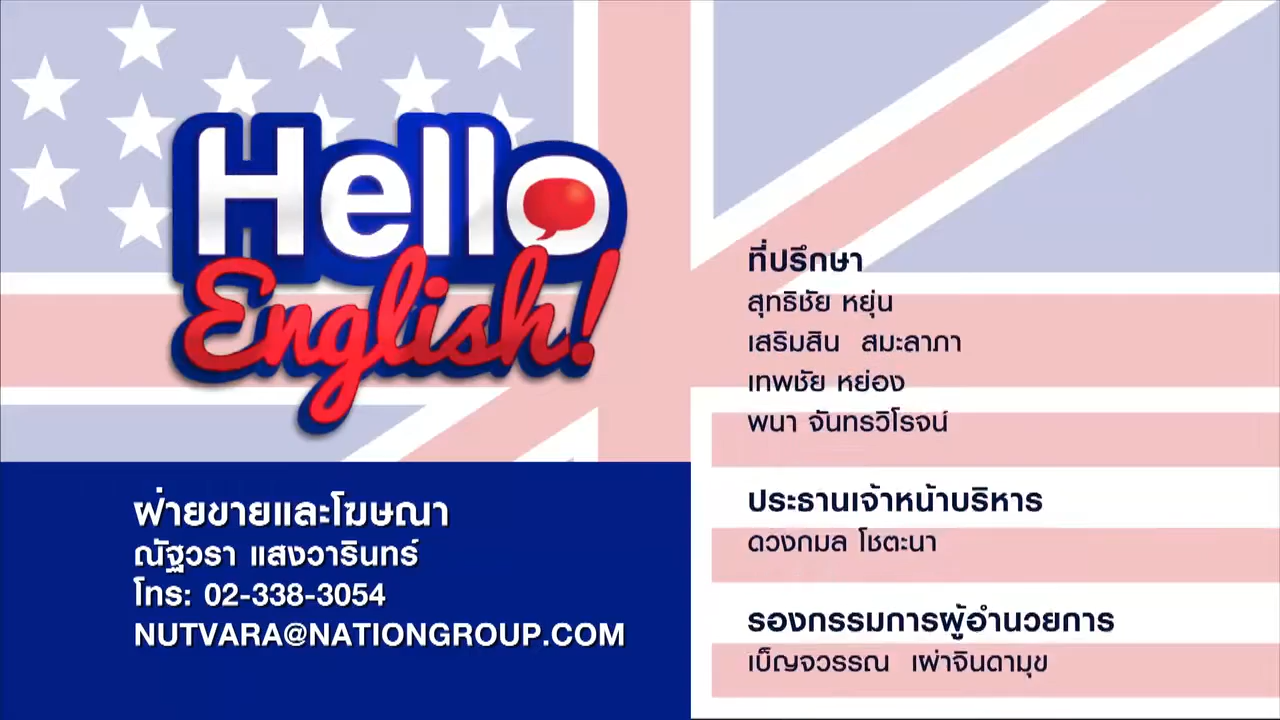 Hello
English!
ฝ่ายขายและโฆษณา
ณัฐวรา แสงวารินทร์
โทร: 02-338-3054
NUTVARA@NATIONGROUP.COM
ที่ปรึกษา
สุทธิชัย หยุ่น
เสริมสิน สมะลาภา
เทพชัย หย่อง
พนา จันทรวิโรจน์
ประธานเจ้าหน้าบริหาร
ดวงกมล โชตะนา
รองกรรมการผู้อำนวยการ
เบ็ญจวรรณ เผ่าจินดามุข